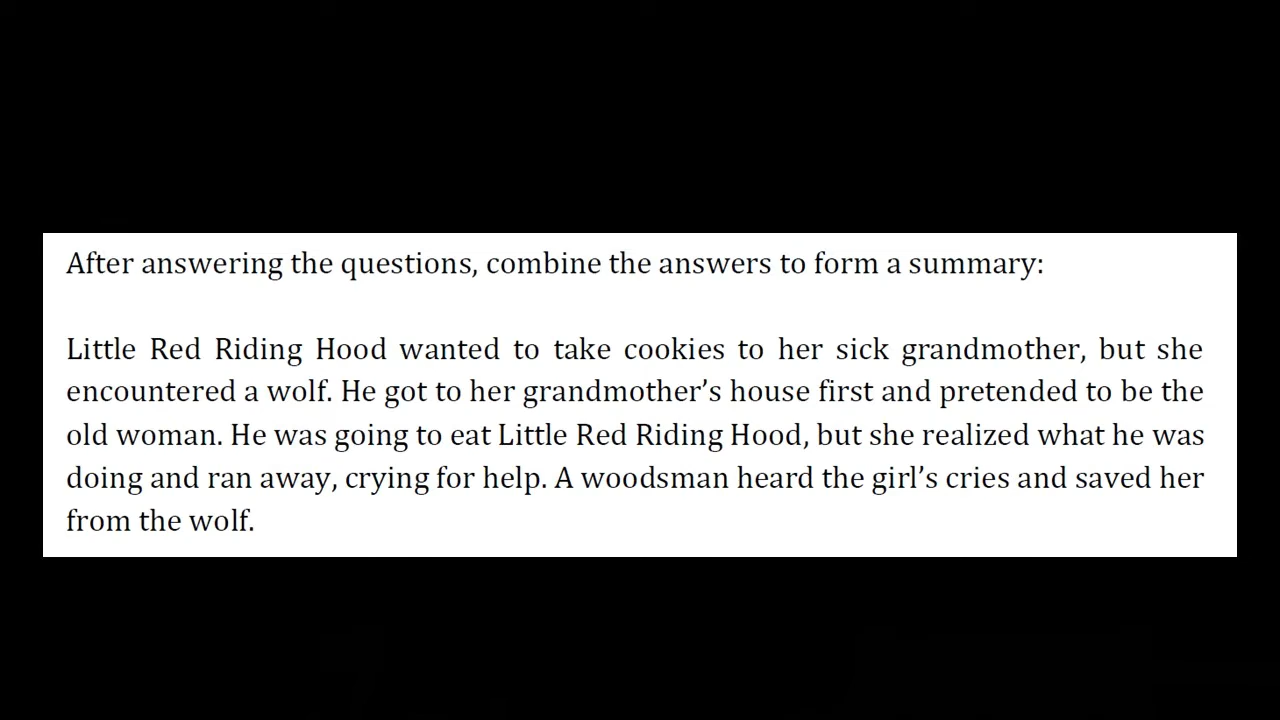 After answering the questions, combine the answers to form a summary:
Little Red Riding Hood wanted to take cookies to her sick grandmother, but she
encountered a wolf. He got to her grandmother’s house first and pretended to be the
old woman. He was going to eat Little Red Riding Hood, but she realized what he was
doing and ran away, crying for help. A woodsman heard the girl’s cries and saved her
from the wolf.